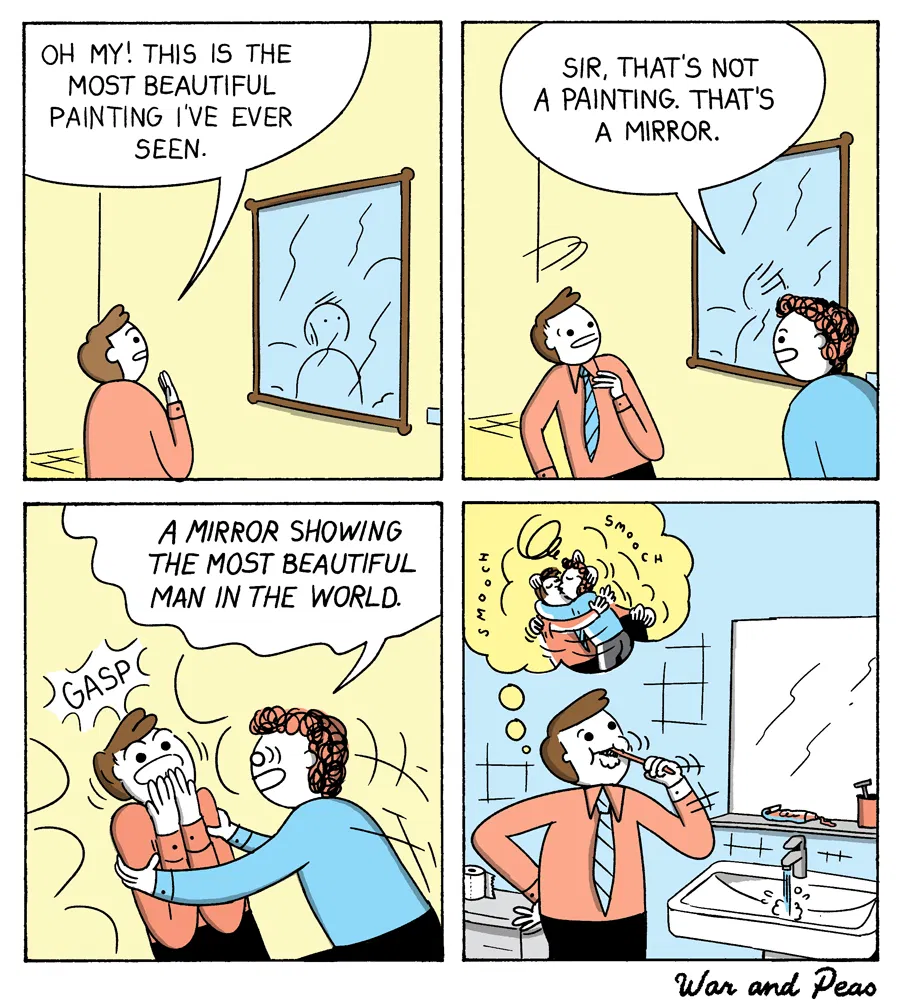 OH MY! THIS IS THE
MOST BEAUTIFUL
PAINTING I'VE EVER
SEEN.
SIR, THAT'S NOT
A PAINTING. THAT'S
A MIRROR.
A MIRROR SHOWING
THE MOST BEAUTIFUL
MAN IN THE WORLD.
GASP
SMOOCH
SMOOCH
War and Peas